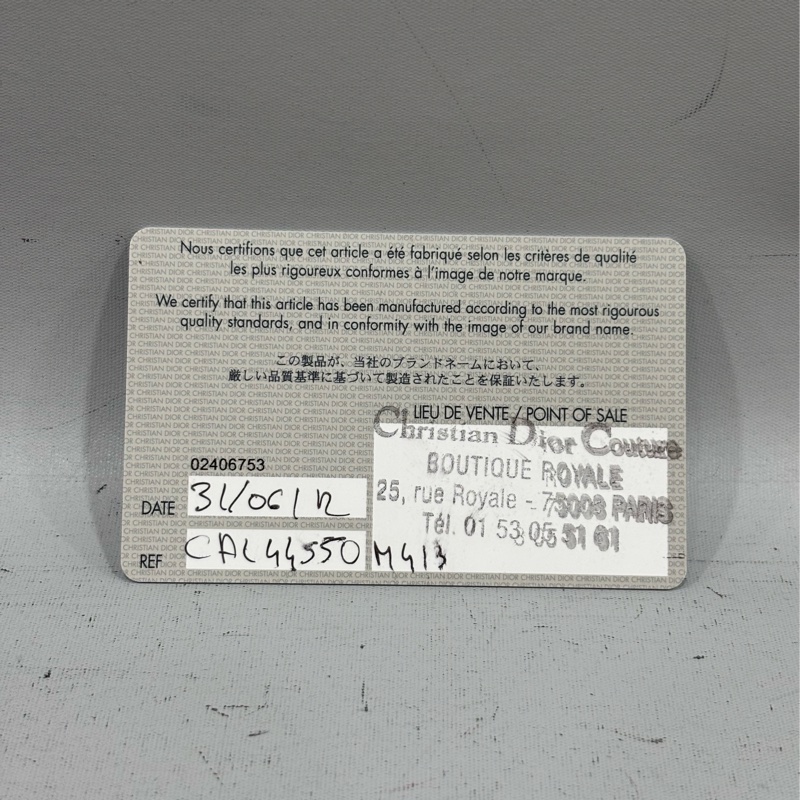 Nous certifions que cet article a été fabriqué selon les critères de qualité
les plus rigoureux conformes à l'image de notre marque.
We certify that this article has been manufactured according to the most rigourous
quality standards, and in conformity with the image of our brand name.
この製品が、当社のブランドネームにおいて、
厳しい品質基準に基づいて製造されたことを保証いたします。
LIEU DE VENTE / POINT OF SALE
Christian Dior Couture
BOUTIQUE ROYALE
25, rue Royale - 75008 PARIS
Tél. 01 53 05 51 61
02406753
DATE
REF CAL44550 M413